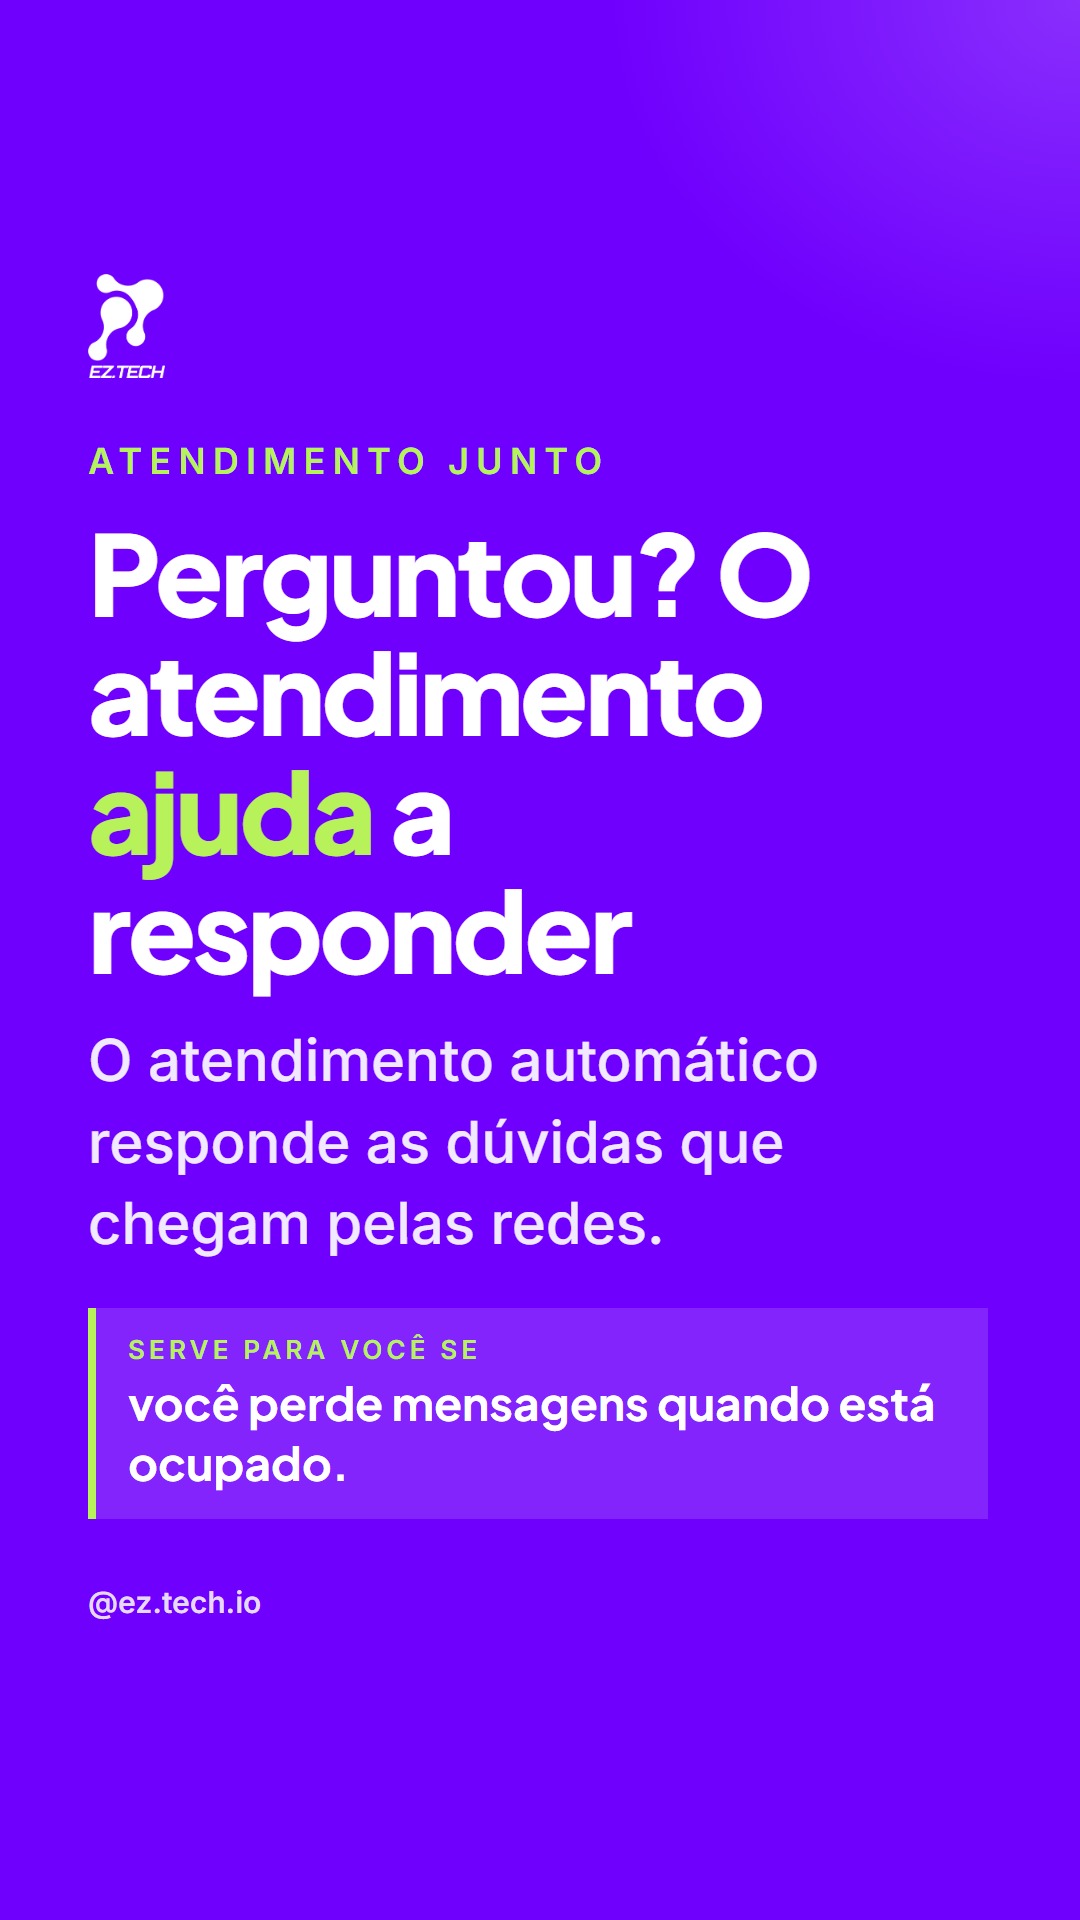 EZ.TECH
ATENDIMENTO JUNTO
Perguntou? O
atendimento
ajuda a
responder
O atendimento automático
responde as dúvidas que
chegam pelas redes.
SERVE PARA VOCÊ SE
você perde mensagens quando está
ocupado.
@ez.tech.io